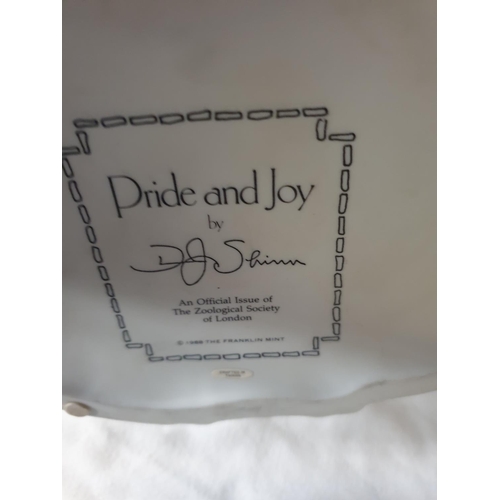 Pride and Joy
by
D J Shinn
An Official Issue of
The Zoological Society
of London
© 1988 THE FRANKLIN MINT